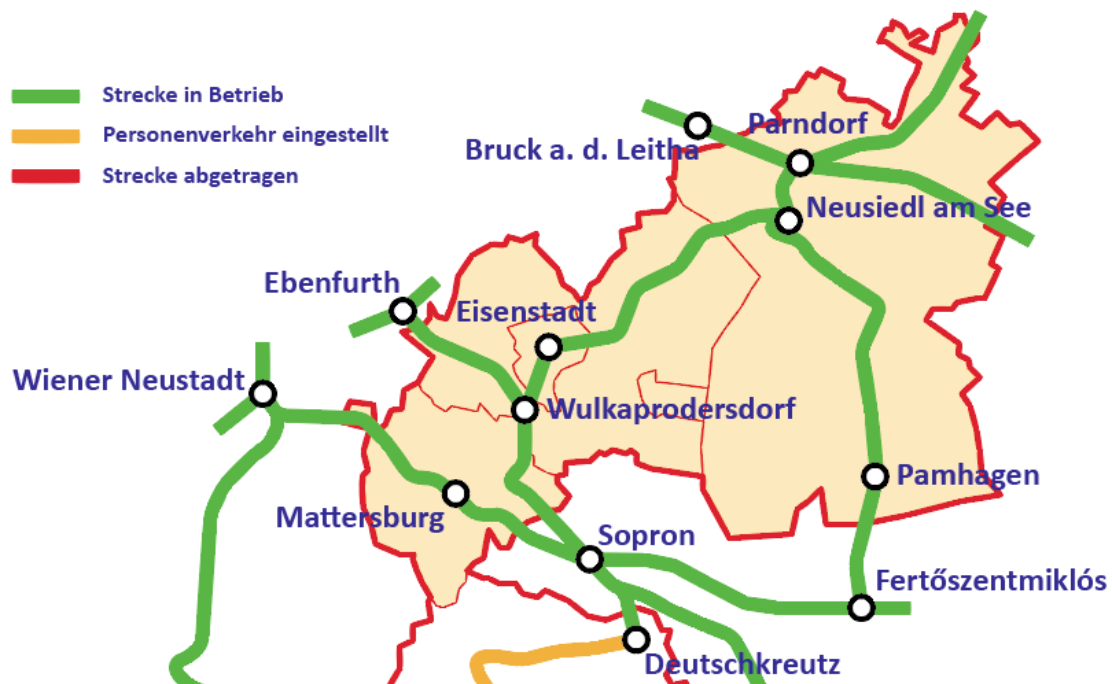 Strecke in Betrieb
Personenverkehr eingestellt
Strecke abgetragen
Parndorf
Bruck a. d. Leitha
Neusiedl am See
Ebenfurth
Eisenstadt
Wiener Neustadt
Wulkaprodersdorf
Pamhagen
Mattersburg
Sopron
Fertőszentmiklós
Deutschkreutz